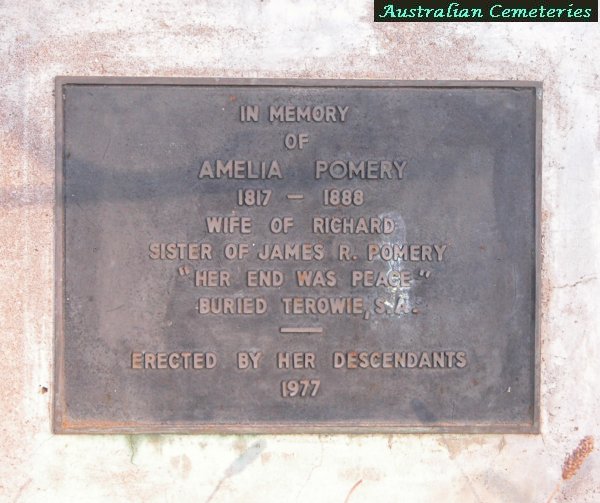 Australian Cemeteries
IN MEMORY
OF
AMELIA POMERY
1817 — 1888
WIFE OF RICHARD
SISTER OF JAMES R. POMERY
"HER END WAS PEACE"
BURIED TEROWIE, S.A.
ERECTED BY HER DESCENDANTS
1977